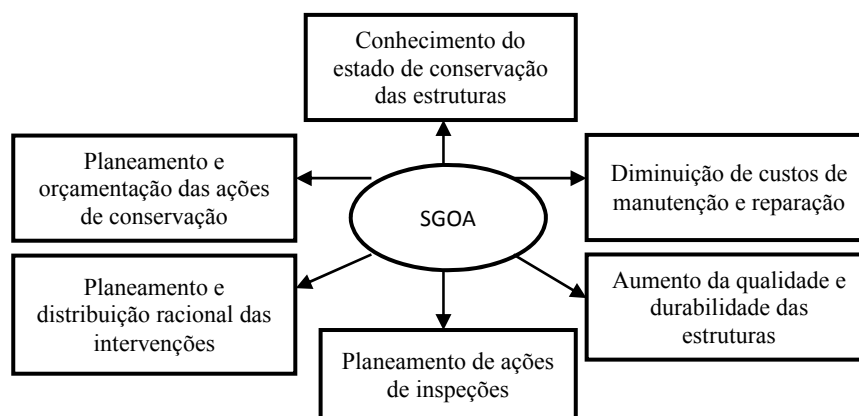 Conhecimento do
estado de conservação
das estruturas
Planeamento e
orçamentação das ações
de conservação
Diminuição de custos de
manutenção e reparação
SGOA
Planeamento e
distribuição racional das
intervenções
Aumento da qualidade e
durabilidade das
estruturas
Planeamento de ações
de inspeções